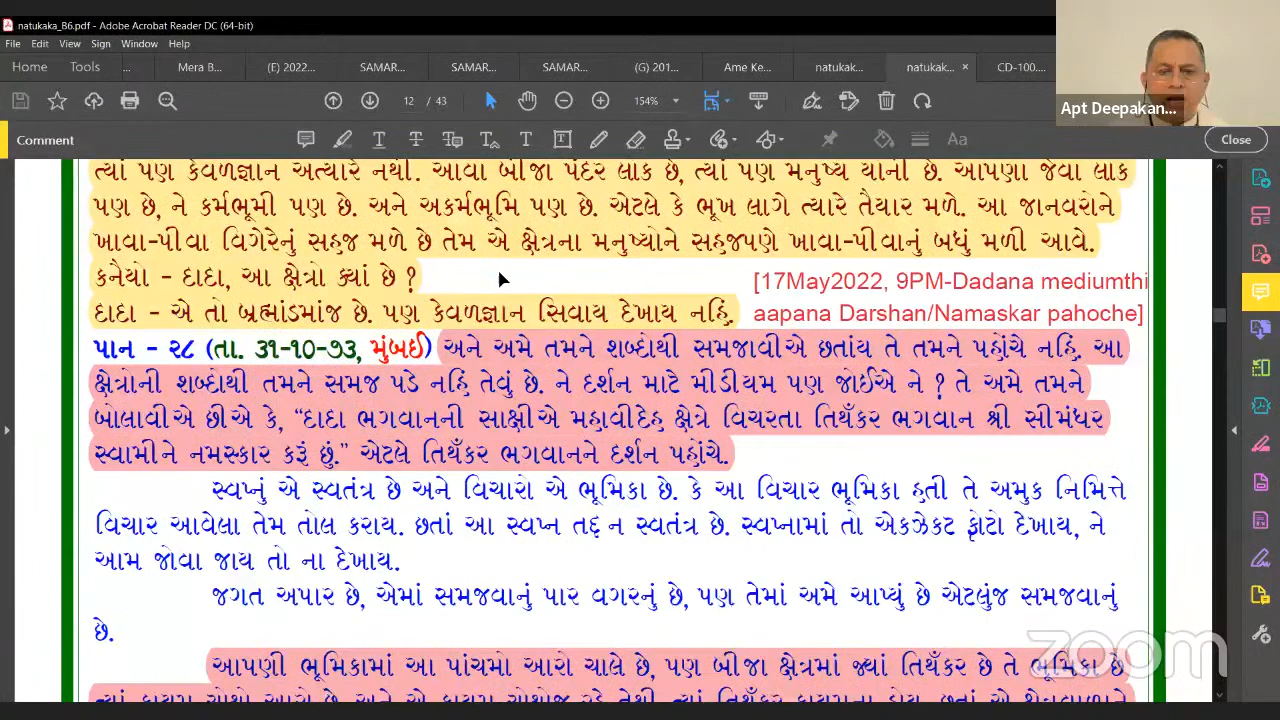 natukaka_B6.pdf - Adobe Acrobat Reader DC (64-bit)
File Edit View Sign Window Help
Home Tools ... Mera B... (E) 2022... SAMAR... SAMAR... SAMAR... (G) 201... Ame Ke... natukak... natukak... × CD-100....
12 / 43 154%
Apt Deepakan...
Comment Close
ત્યાં પણ કેવળજ્ઞાન અત્યારે નથી. આવા બીજા પંદર લોક છે, ત્યાં પણ મનુષ્ય યોની છે. આપણા જેવા લોક
પણ છે, ને કર્મભૂમી પણ છે. અને અકર્મભૂમિ પણ છે. એટલે કે ભૂખ લાગે ત્યારે તૈયાર મળે. આ જાનવરોને
ખાવા-પીવા વિગેરેનું સહજ મળે છે તેમ એ ક્ષેત્રના મનુષ્યોને સહજપણે ખાવા-પીવાનું બધું મળી આવે.
કનૈયો - દાદા, આ ક્ષેત્રો ક્યાં છે ?
[17May2022, 9PM-Dadana mediumthi
દાદા - એ તો બ્રહ્માંડમાંજ છે. પણ કેવળજ્ઞાન સિવાય દેખાય નહિ.
aapana Darshan/Namaskar pahoche]
પાન - ૨૮ (તા. ૩૧-૧૦-૭૩, મુંબઈ) અને અમે તમને શબ્દોથી સમજાવીએ છતાંય તે તમને પહોંચે નહિ. આ
ક્ષેત્રોની શબ્દોથી તમને સમજ પડે નહિ તેવું છે. ને દર્શન માટે મીડીયમ પણ જોઈએ ને ? તે અમે તમને
બોલાવીએ છીએ કે, “દાદા ભગવાનની સાક્ષીએ મહાવીદેહ ક્ષેત્રે વિચરતા તિર્થંકર ભગવાન શ્રી સીમંધર
સ્વામીને નમસ્કાર કરૂં છું.” એટલે તિર્થંકર ભગવાનને દર્શન પહોંચે.
સ્વપ્નું એ સ્વતંત્ર છે અને વિચારો એ ભૂમિકા છે. કે આ વિચાર ભૂમિકા હતી તે અમુક નિમિત્તે
વિચાર આવેલા તેમ તોલ કરાય. છતાં આ સ્વપ્ન તદ્દન સ્વતંત્ર છે. સ્વપ્નામાં તો એકઝેકટ ફોટો દેખાય, ને
આમ જોવા જાય તો ના દેખાય.
જગત અપાર છે, એમાં સમજવાનું પાર વગરનું છે, પણ તેમાં અમે આપ્યું છે એટલુંજ સમજવાનું
છે.
zoom
આપણી ભૂમિકામાં આ પાંચમો આરો ચાલે છે, પણ બીજા ક્ષેત્રમાં જ્યાં તિર્થંકર છે તે ભૂમિકા છે